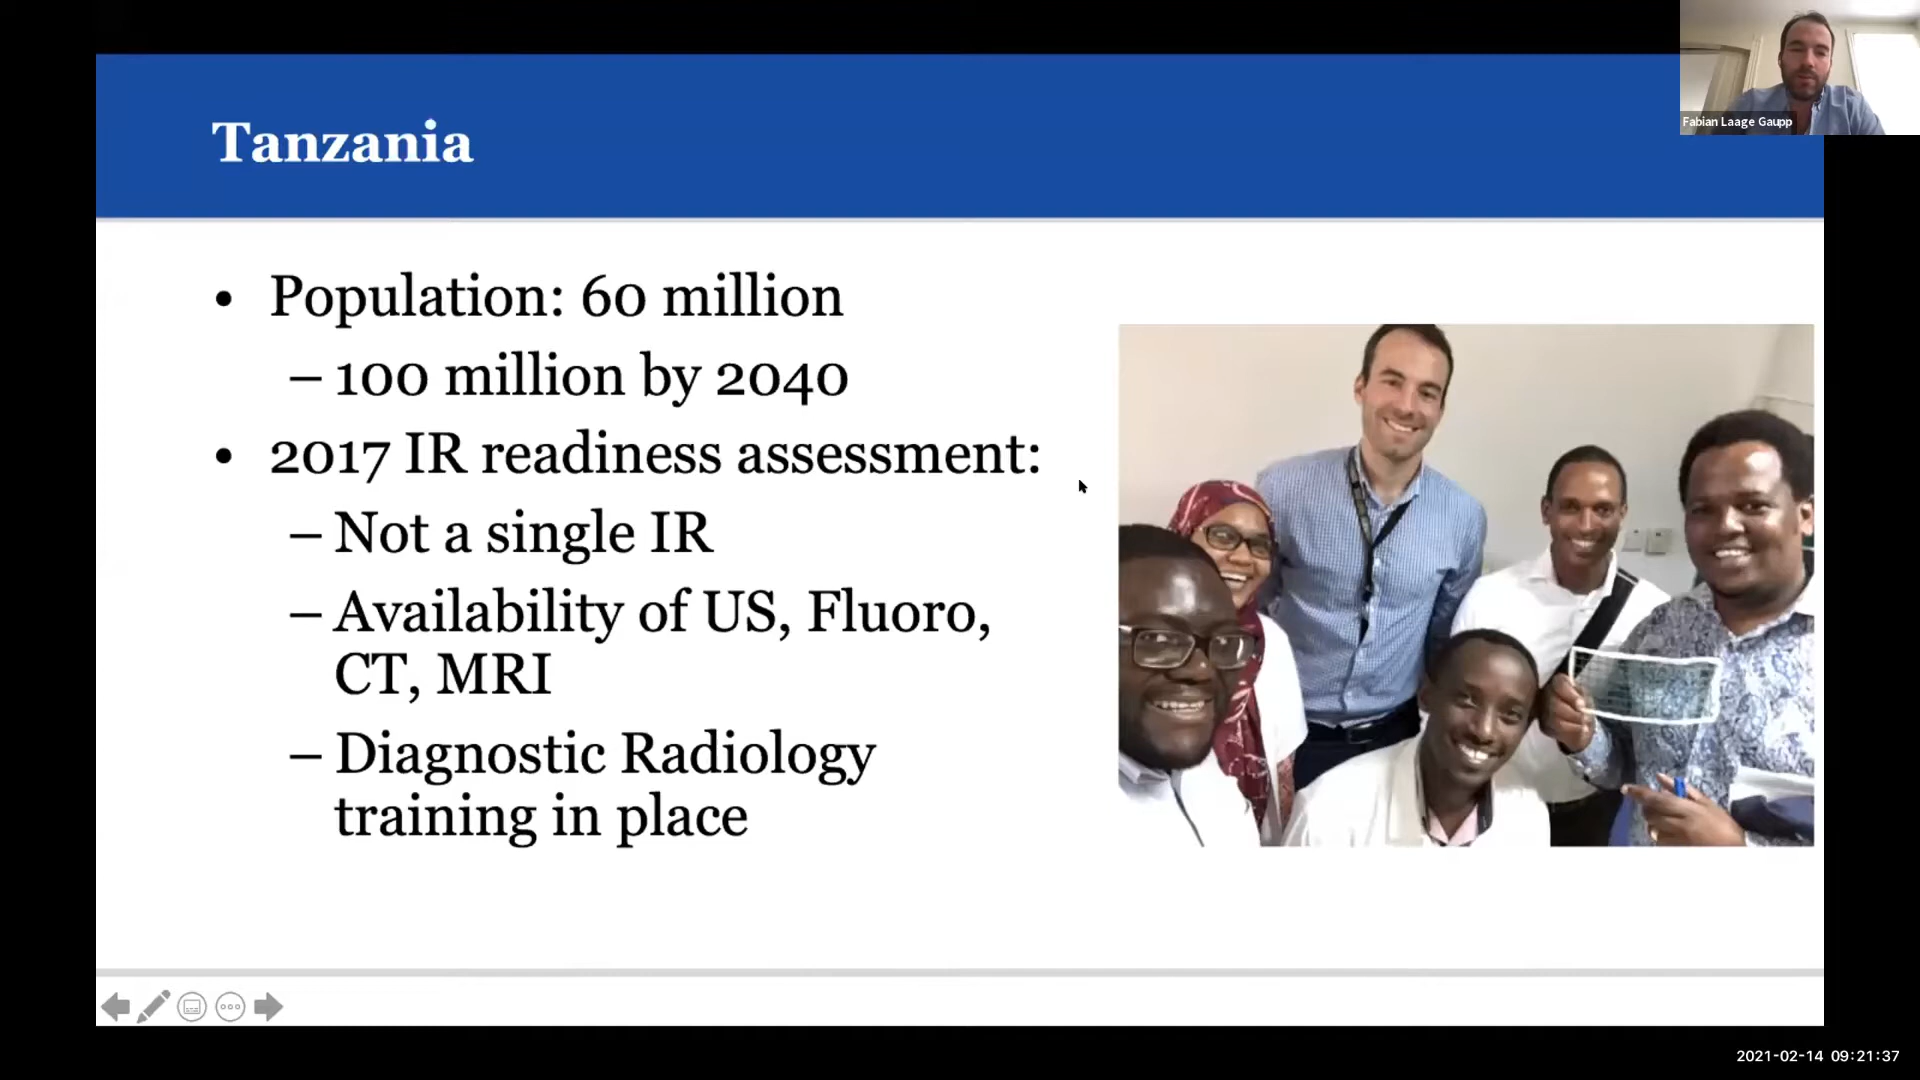 Fabian Laage Gaupp
Tanzania
• Population: 60 million
– 100 million by 2040
• 2017 IR readiness assessment:
– Not a single IR
– Availability of US, Fluoro,
CT, MRI
– Diagnostic Radiology
training in place
2021-02-14 09:21:37